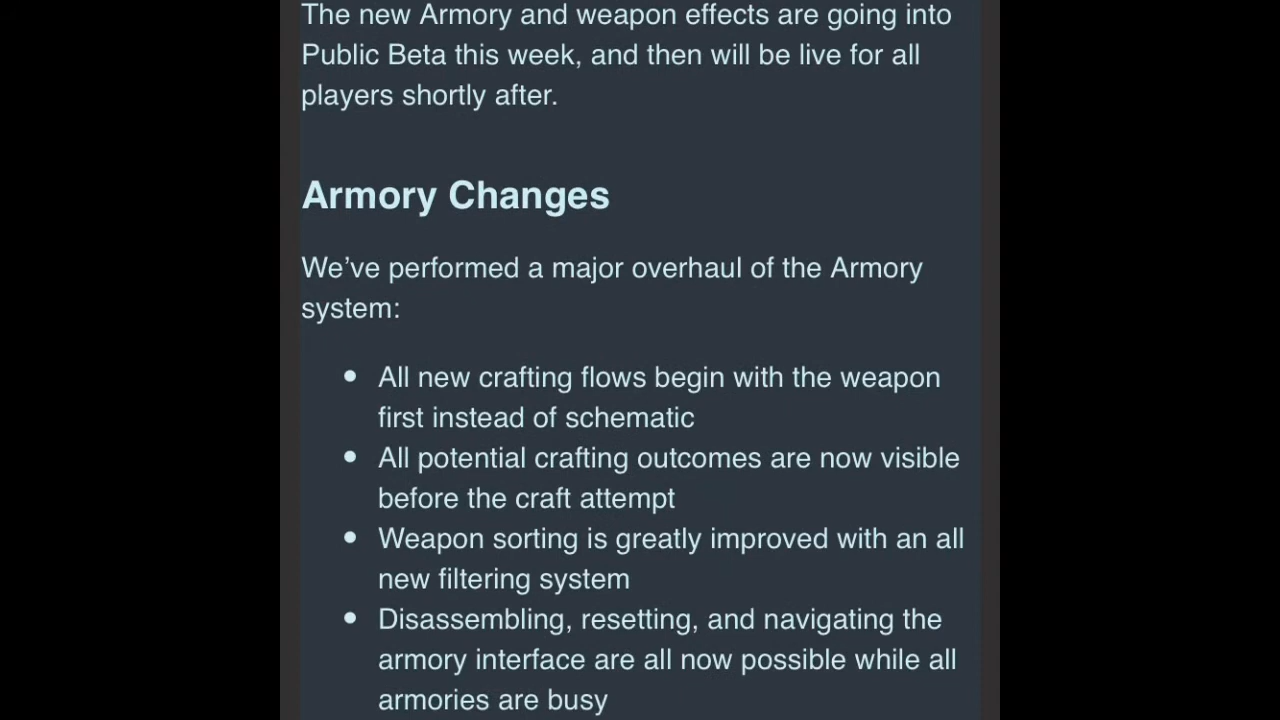 The new Armory and weapon effects are going into
Public Beta this week, and then will be live for all
players shortly after.
Armory Changes
We’ve performed a major overhaul of the Armory
system:
• All new crafting flows begin with the weapon
first instead of schematic
• All potential crafting outcomes are now visible
before the craft attempt
• Weapon sorting is greatly improved with an all
new filtering system
• Disassembling, resetting, and navigating the
armory interface are all now possible while all
armories are busy